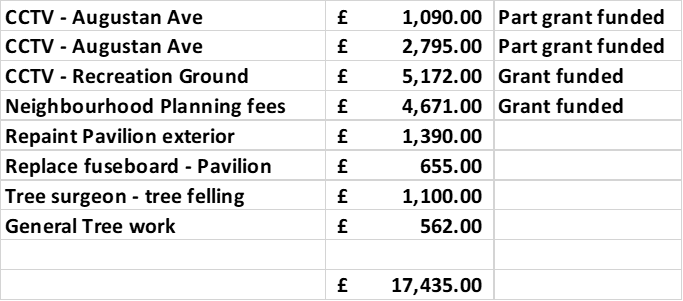 CCTV - Augustan Ave £ 1,090.00 Part grant funded
CCTV - Augustan Ave £ 2,795.00 Part grant funded
CCTV - Recreation Ground £ 5,172.00 Grant funded
Neighbourhood Planning fees £ 4,671.00 Grant funded
Repaint Pavilion exterior £ 1,390.00
Replace fuseboard - Pavilion £ 655.00
Tree surgeon - tree felling £ 1,100.00
General Tree work £ 562.00
£ 17,435.00